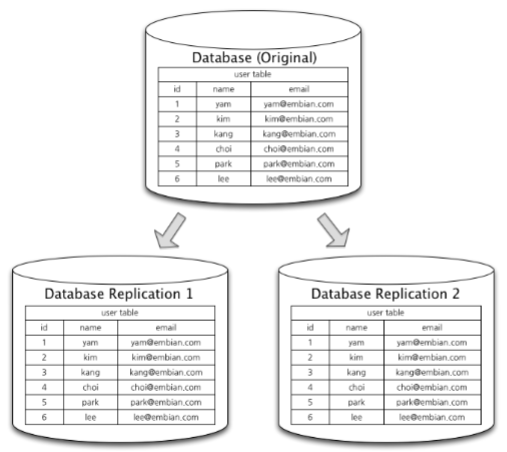 Database (Original)
user table
id name email
1 yam yam@embian.com
2 kim kim@embian.com
3 kang kang@embian.com
4 choi choi@embian.com
5 park park@embian.com
6 lee lee@embian.com
Database Replication 1
user table
id name email
1 yam yam@embian.com
2 kim kim@embian.com
3 kang kang@embian.com
4 choi choi@embian.com
5 park park@embian.com
6 lee lee@embian.com
Database Replication 2
user table
id name email
1 yam yam@embian.com
2 kim kim@embian.com
3 kang kang@embian.com
4 choi choi@embian.com
5 park park@embian.com
6 lee lee@embian.com